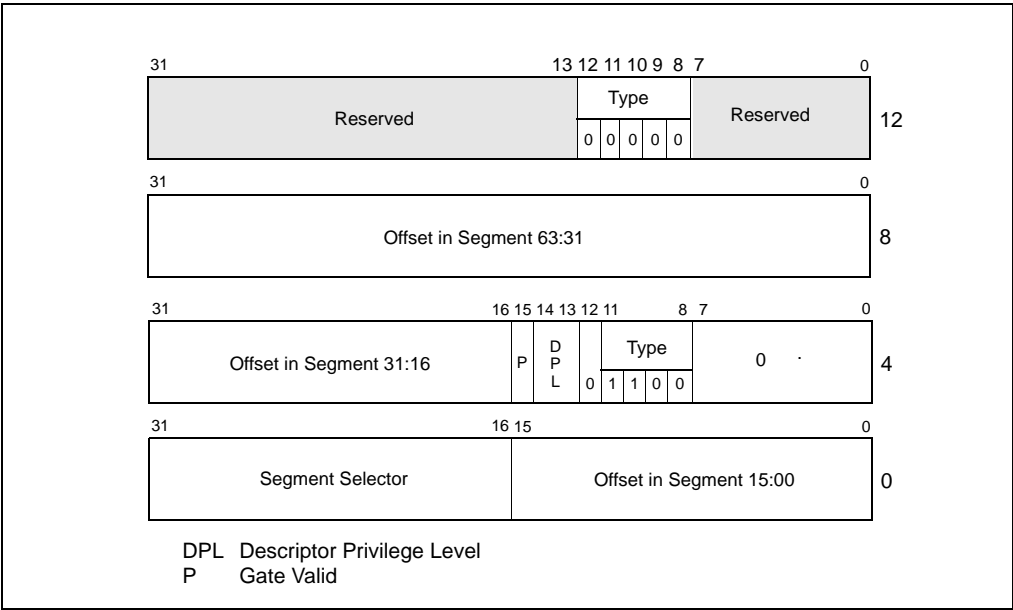 31 13 12 11 10 9 8 7 0
Reserved Type Reserved 12
0 0 0 0 0
31 0
Offset in Segment 63:31 8
31 16 15 14 13 12 11 8 7 0
Offset in Segment 31:16 P DPL 0 Type 0 . 4
1 1 0 0
31 16 15 0
Segment Selector Offset in Segment 15:00 0
DPL Descriptor Privilege Level
P Gate Valid